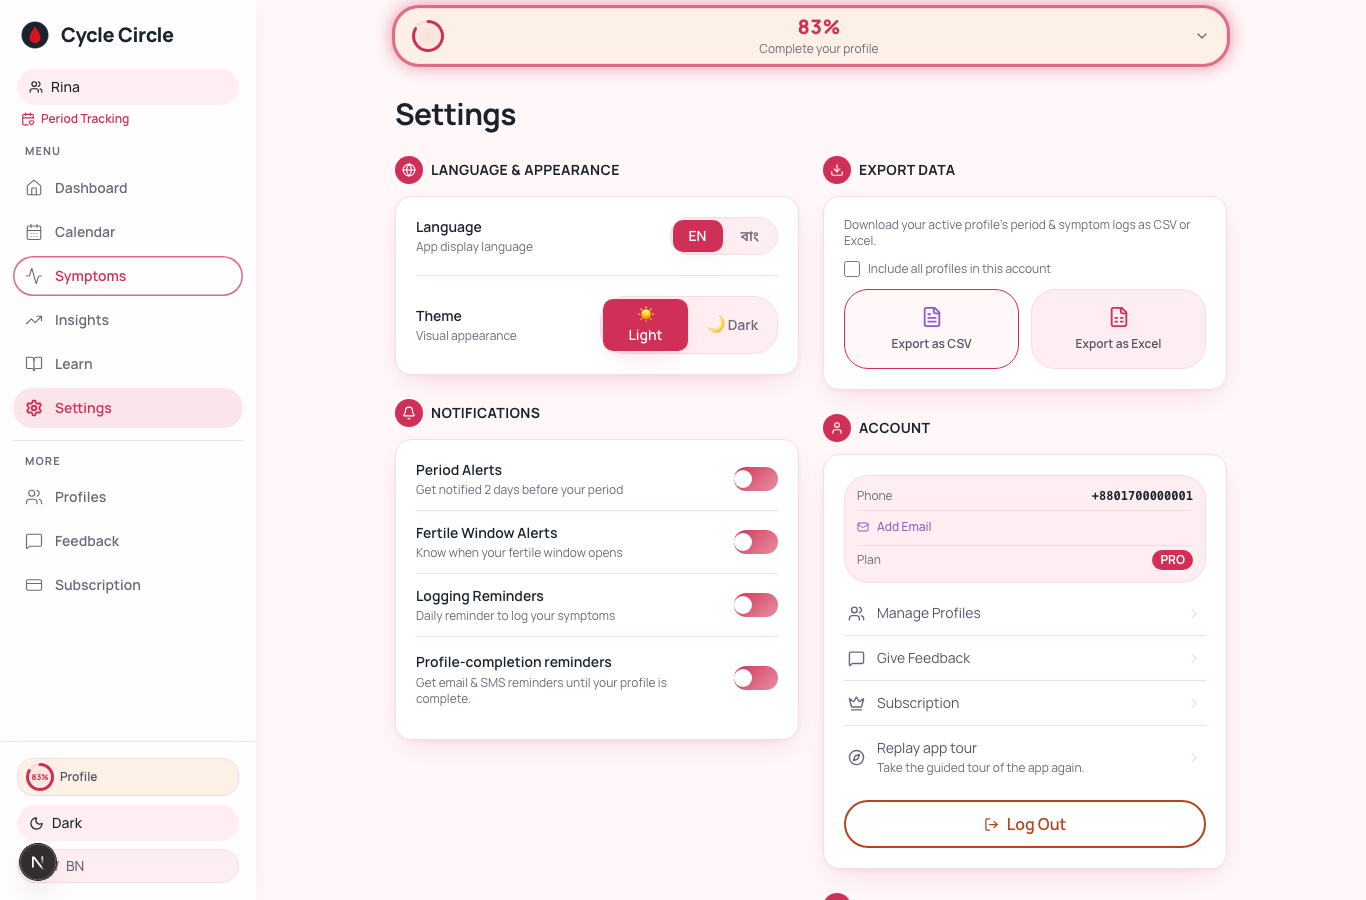 Cycle Circle
Rina
Period Tracking
MENU
Dashboard
Calendar
Symptoms
Insights
Learn
Settings
MORE
Profiles
Feedback
Subscription
83%
Profile
Dark
N
BN
83%
Complete your profile
Settings
LANGUAGE & APPEARANCE
Language
App display language
EN
বাং
Theme
Visual appearance
Light
Dark
NOTIFICATIONS
Period Alerts
Get notified 2 days before your period
Fertile Window Alerts
Know when your fertile window opens
Logging Reminders
Daily reminder to log your symptoms
Profile-completion reminders
Get email & SMS reminders until your profile is
complete.
EXPORT DATA
Download your active profile's period & symptom logs as CSV or
Excel.
Include all profiles in this account
Export as CSV
Export as Excel
ACCOUNT
Phone
+8801700000001
Add Email
Plan
PRO
Manage Profiles
Give Feedback
Subscription
Replay app tour
Take the guided tour of the app again.
Log Out